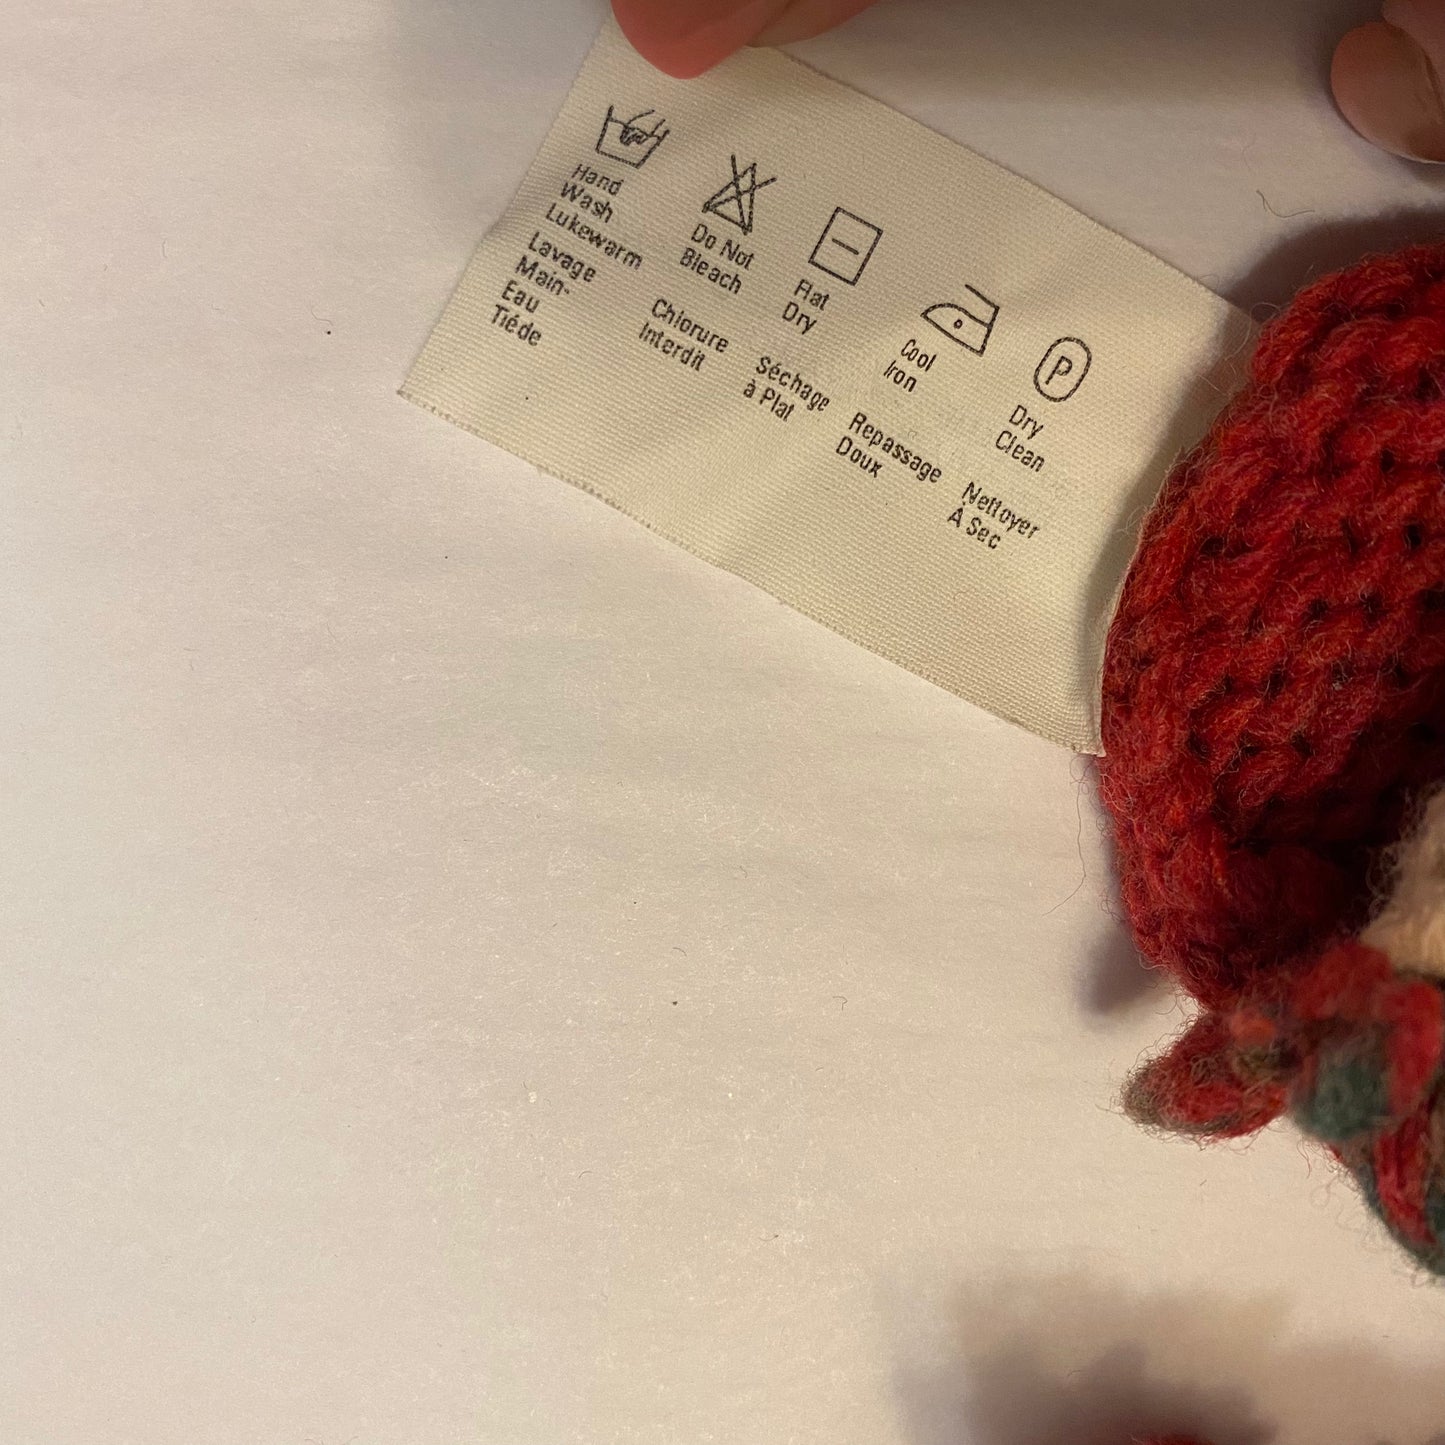 Hand
Wash
Lukewarm
Lavage
Main-
Eau
Tiéde
Do Not
Bleach
Chlorure
Interdit
Flat
Dry
Séchage
à Plat
Cool
Iron
Repassage
Doux
P
Dry
Clean
Nettoyer
À Sec